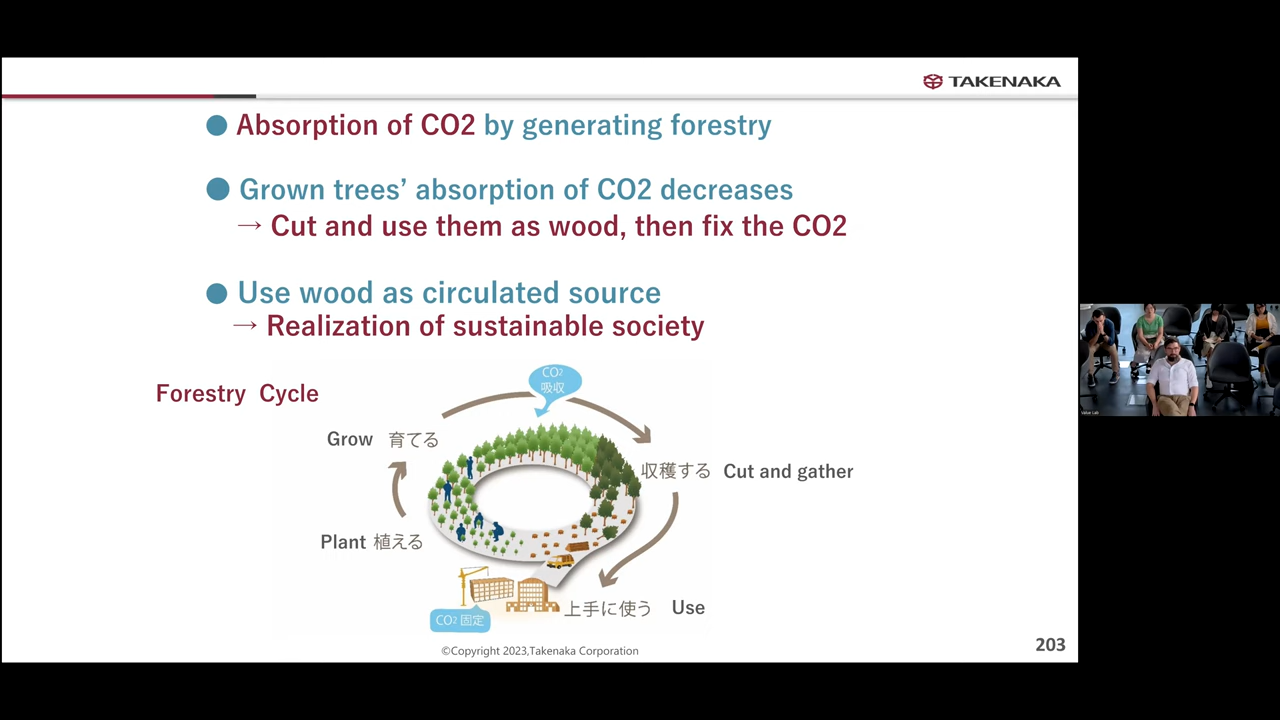 TAKENAKA
Absorption of CO2 by generating forestry
Grown trees’ absorption of CO2 decreases
→ Cut and use them as wood, then fix the CO2
Use wood as circulated source
→ Realization of sustainable society
Forestry Cycle
CO2
吸収
Grow 育てる
収穫する Cut and gather
Plant 植える
上手に使う Use
CO2 固定
©Copyright 2023,Takenaka Corporation
203
Value Lab